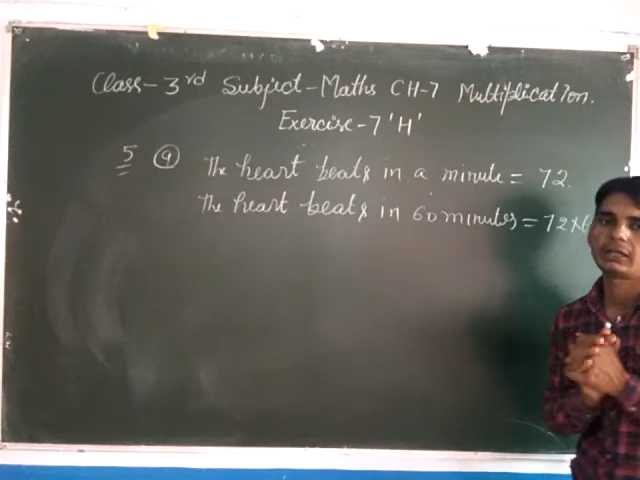 Class-3rd Subject-Maths CH-7 Multiplication.
Exercise-7'H'
5 (a) The heart beats in a minute = 72.
The heart beats in 60 minutes = 72×6